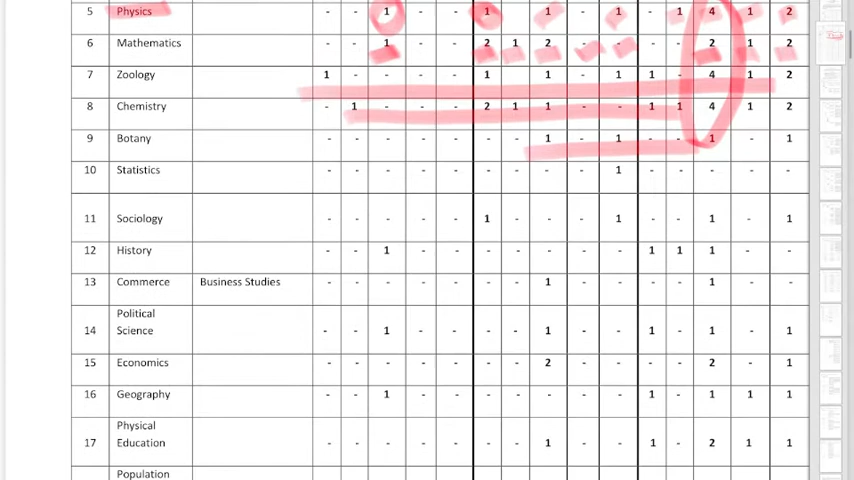 5 Physics - - 1 - - 1 - 1 - 1 - 1 4 1 2
6 Mathematics - - 1 - - 2 1 2 - - - - 2 1 2
7 Zoology 1 - - - - 1 - 1 - 1 1 - 4 1 2
8 Chemistry - 1 - - - 2 1 1 - - 1 1 4 1 2
9 Botany - - - - - - - 1 - 1 - - 1 - 1
10 Statistics - - - - - - - - - 1 - - - - -
11 Sociology - - - - - 1 - - - 1 - - 1 - 1
12 History - - 1 - - - - - - - 1 1 1 - -
13 Commerce Business Studies - - - - - - - 1 - - - - 1 - -
Political
14 Science - - 1 - - - - 1 - - 1 - 1 - 1
15 Economics - - - - - - - 2 - - - - 2 - 1
16 Geography - - 1 - - - - - - - 1 - 1 1 1
Physical
17 Education - - - - - - - 1 - - 1 - 2 1 1
Population